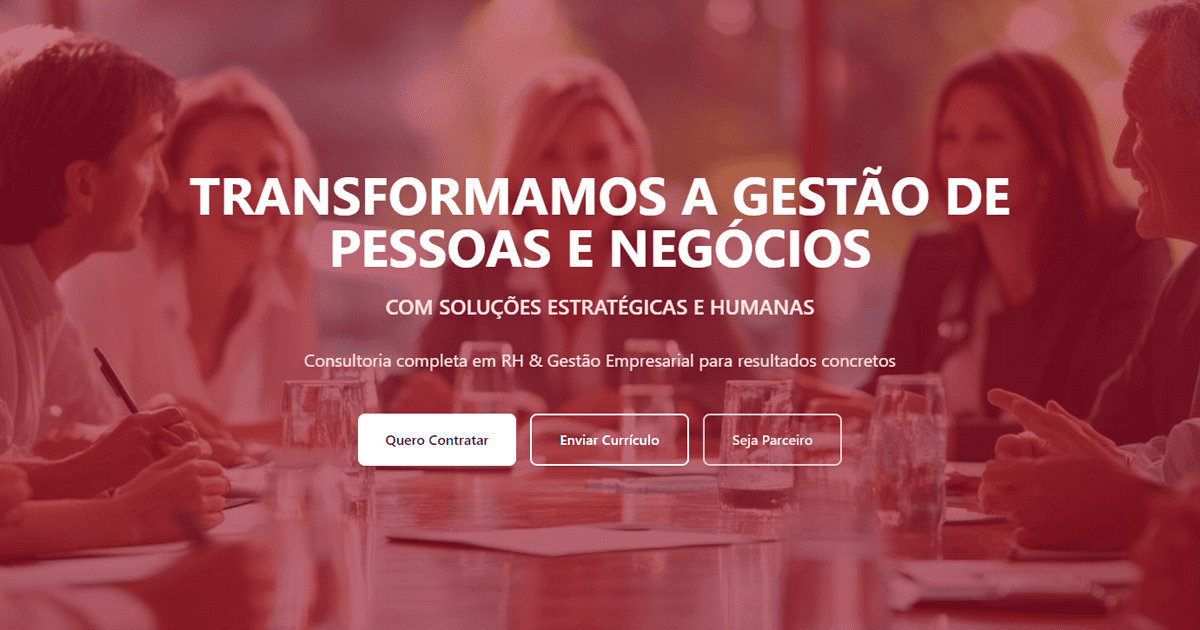 TRANSFORMAMOS A GESTÃO DE
PESSOAS E NEGÓCIOS
COM SOLUÇÕES ESTRATÉGICAS E HUMANAS
Consultoria completa em RH & Gestão Empresarial para resultados concretos
Quero Contratar
Enviar Currículo
Seja Parceiro